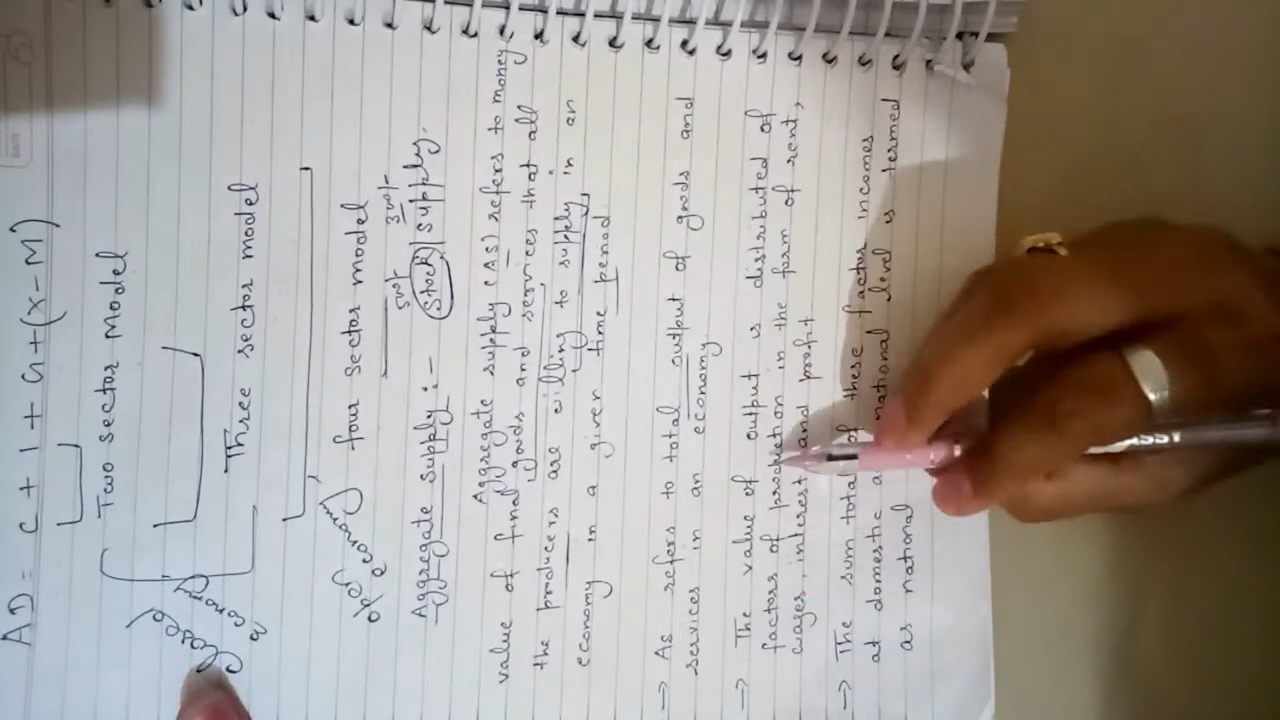 AD = C + I + G + (X - M)
Two sector Model
Three sector model
closed economy
four sector model
open economy
500/- 300/-
Aggregate supply :- Stock | Supply.
Aggregate supply (AS) refers to money
value of final goods and services that all
the producers are willing to supply in an
economy in a given time period
→ As refers to total output of goods and
services in an economy
→ The value of output is distributed of
factors of production in the form of rent,
wages, interest and profit
→ The sum total of these factor incomes
at domestic national level is termed
as national
ASSY